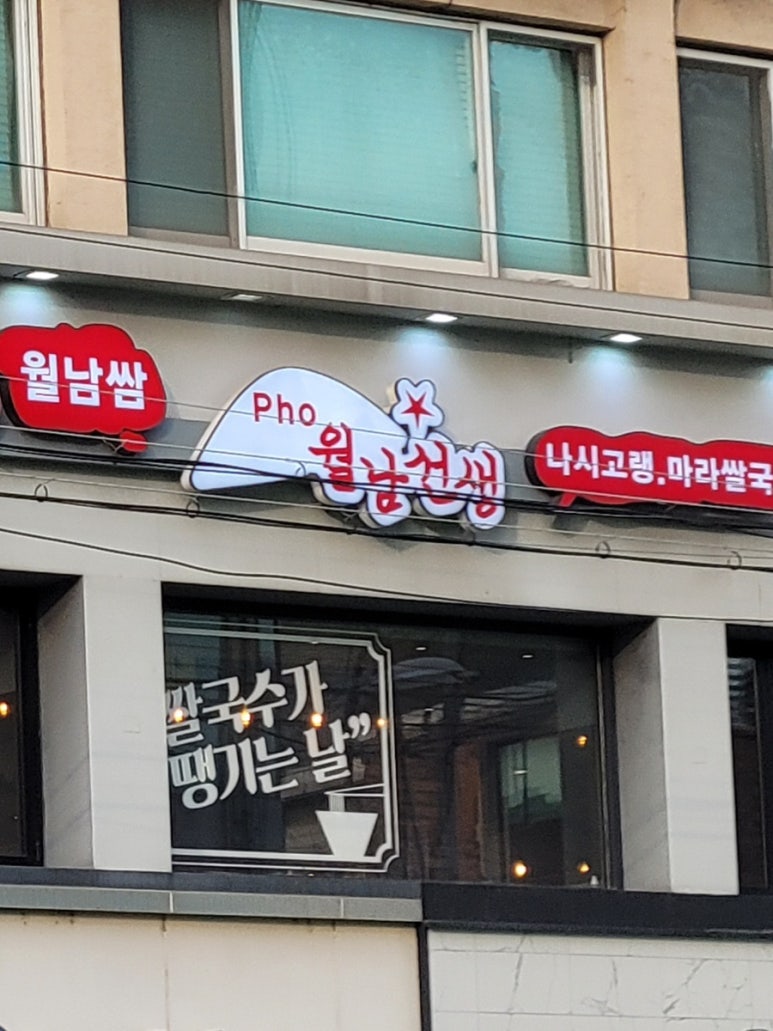 월남쌈
Pho
월남선생
나시고랭.마라쌀국
쌀국수가
땡기는 날”